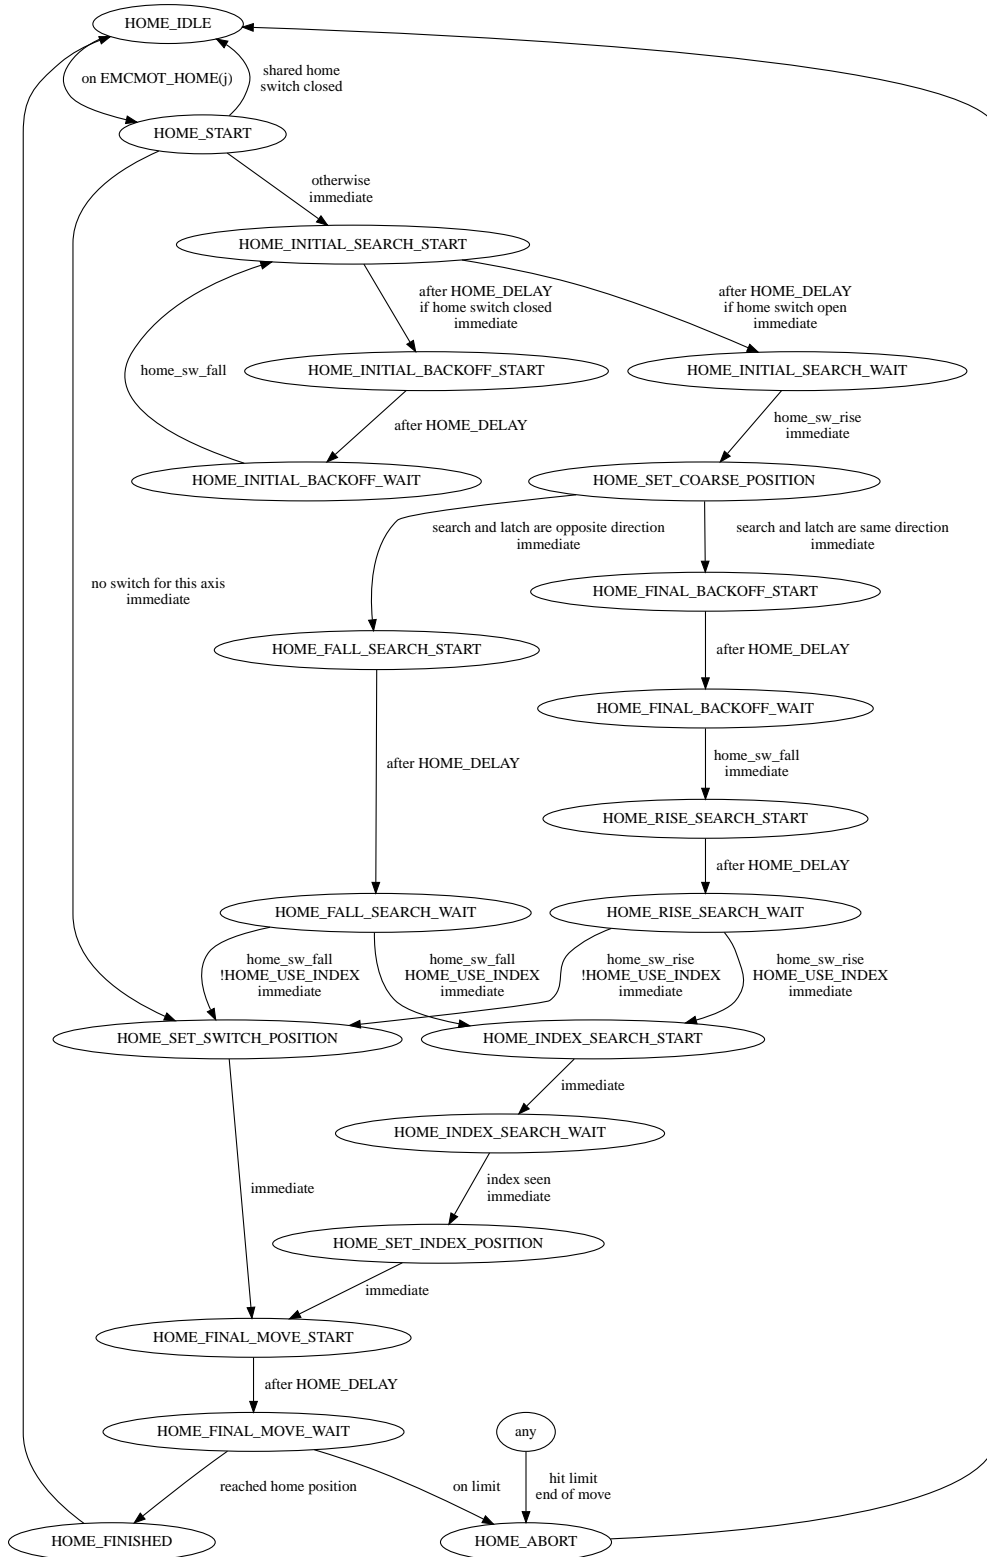 HOME_IDLE
on EMCMOT_HOME(j)
shared home
switch closed
HOME_START
otherwise
immediate
HOME_INITIAL_SEARCH_START
after HOME_DELAY
if home switch closed
immediate
after HOME_DELAY
if home switch open
immediate
home_sw_fall
HOME_INITIAL_BACKOFF_START
HOME_INITIAL_SEARCH_WAIT
after HOME_DELAY
home_sw_rise
immediate
HOME_INITIAL_BACKOFF_WAIT
HOME_SET_COARSE_POSITION
search and latch are opposite direction
immediate
search and latch are same direction
immediate
no switch for this axis
immediate
HOME_FINAL_BACKOFF_START
HOME_FALL_SEARCH_START
after HOME_DELAY
HOME_FINAL_BACKOFF_WAIT
after HOME_DELAY
home_sw_fall
immediate
HOME_RISE_SEARCH_START
after HOME_DELAY
HOME_FALL_SEARCH_WAIT
HOME_RISE_SEARCH_WAIT
home_sw_fall
!HOME_USE_INDEX
immediate
home_sw_fall
HOME_USE_INDEX
immediate
home_sw_rise
!HOME_USE_INDEX
immediate
home_sw_rise
HOME_USE_INDEX
immediate
HOME_SET_SWITCH_POSITION
HOME_INDEX_SEARCH_START
immediate
HOME_INDEX_SEARCH_WAIT
immediate
index seen
immediate
HOME_SET_INDEX_POSITION
immediate
HOME_FINAL_MOVE_START
after HOME_DELAY
HOME_FINAL_MOVE_WAIT
any
reached home position
on limit
hit limit
end of move
HOME_FINISHED
HOME_ABORT